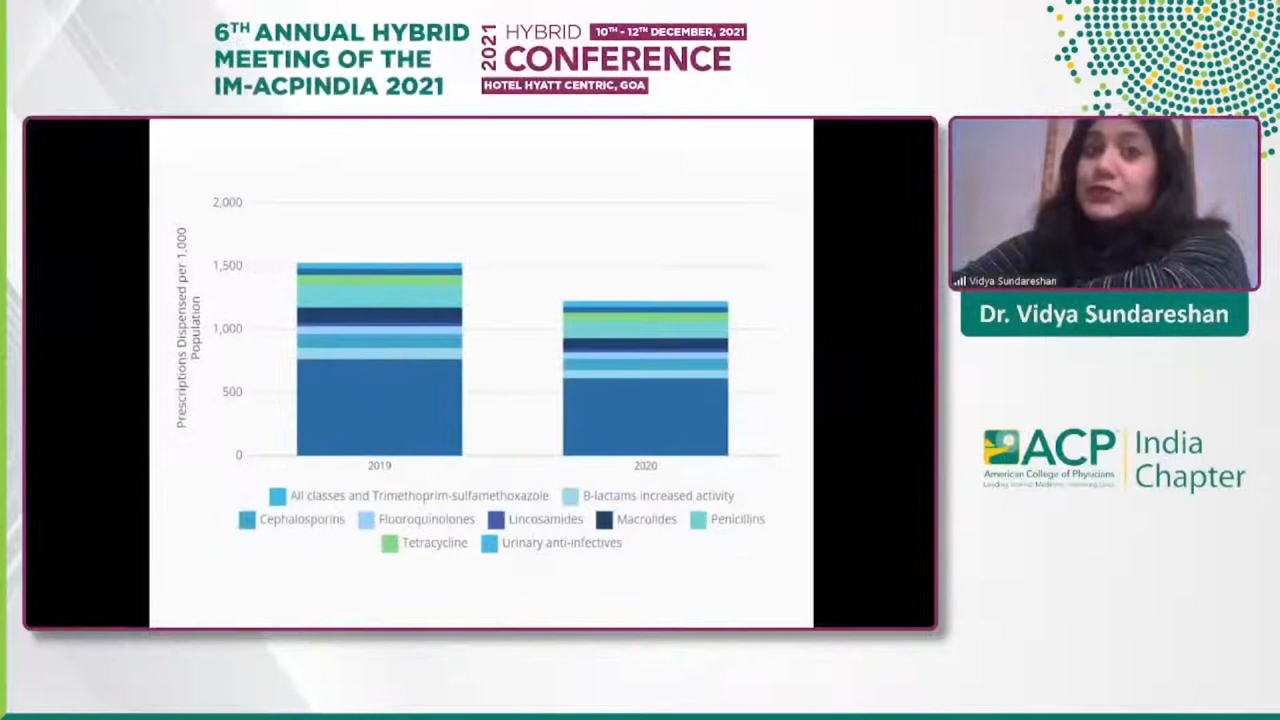 6TH ANNUAL HYBRID
MEETING OF THE
IM-ACPINDIA 2021
2021
HYBRID 10TH - 12TH DECEMBER, 2021
CONFERENCE
HOTEL HYATT CENTRIC, GOA
Prescriptions Dispensed per 1,000
Population
2,000
1,500
1,000
500
0
2019 2020
All classes and Trimethoprim-sulfamethoxazole B-lactams increased activity
Cephalosporins Fluoroquinolones Lincosamides Macrolides Penicillins
Tetracycline Urinary anti-infectives
Vidya Sundareshan
Dr. Vidya Sundareshan
ACP
American College of Physicians
India
Chapter